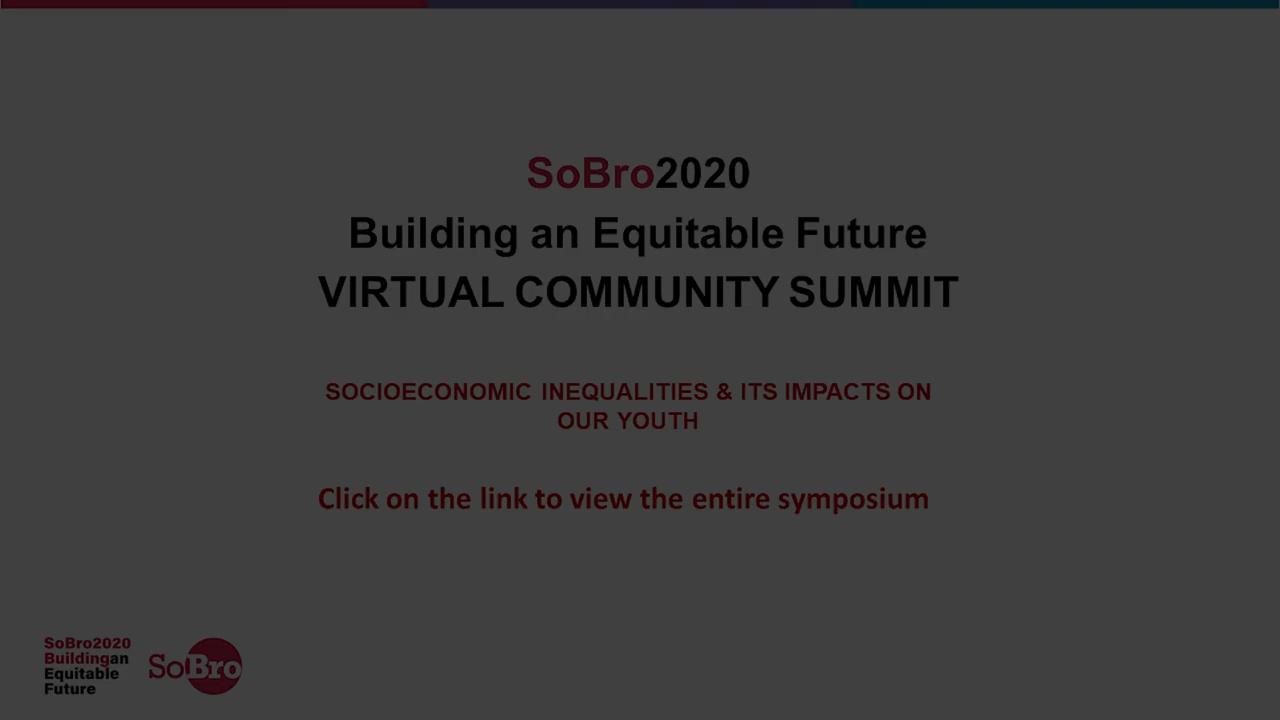 SoBro2020
Building an Equitable Future
VIRTUAL COMMUNITY SUMMIT
SOCIOECONOMIC INEQUALITIES & ITS IMPACTS ON
OUR YOUTH
Click on the link to view the entire symposium
SoBro2020
Buildingan
Equitable
Future
SoBro